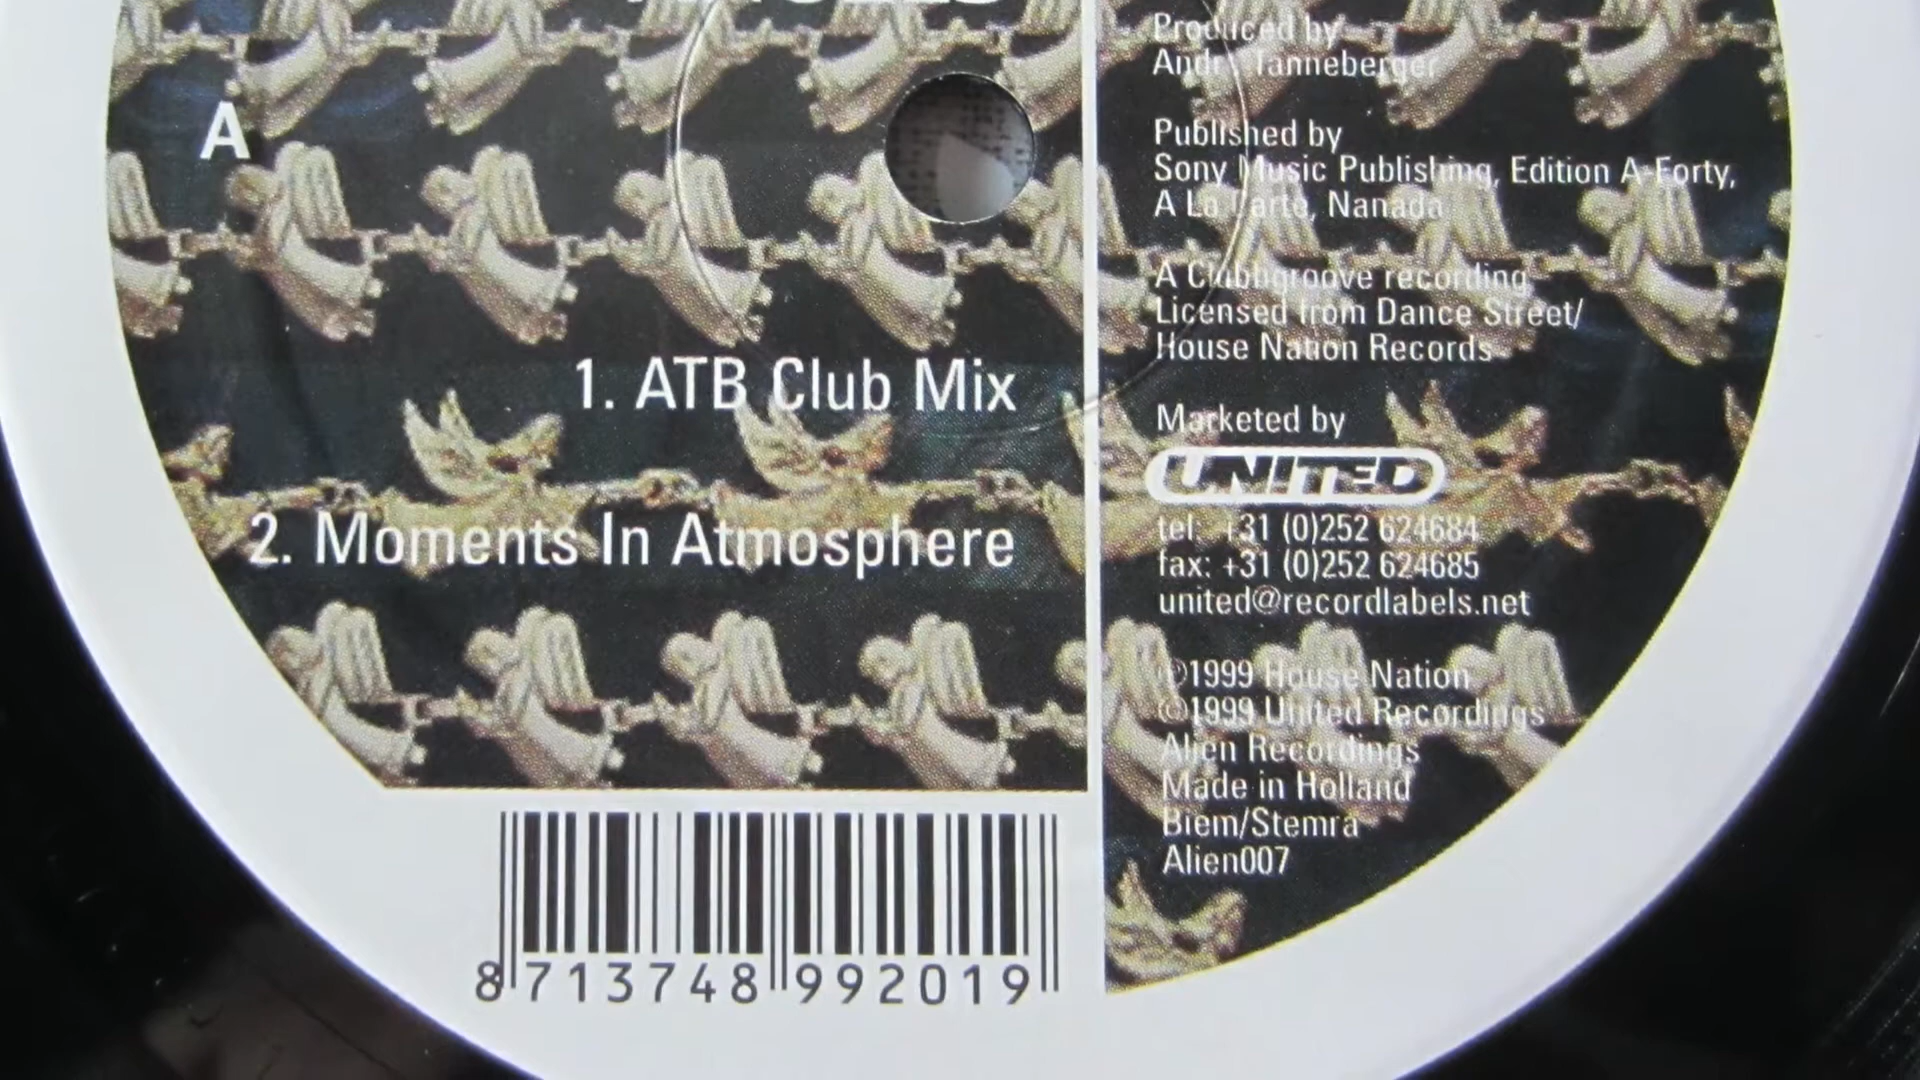 A
1. ATB Club Mix
2. Moments In Atmosphere
8 713748 992019
Produced by
André Tanneberger
Published by
Sony Music Publishing, Edition A-Forty,
A La Carte, Nanada
A Clubbgroove recording
Licensed from Dance Street/
House Nation Records
Marketed by
UNITED
tel: +31 (0)252 624684
fax: +31 (0)252 624685
united@recordlabels.net
℗1999 House Nation
©1999 United Recordings
Alien Recordings
Made in Holland
Biem/Stemra
Alien007